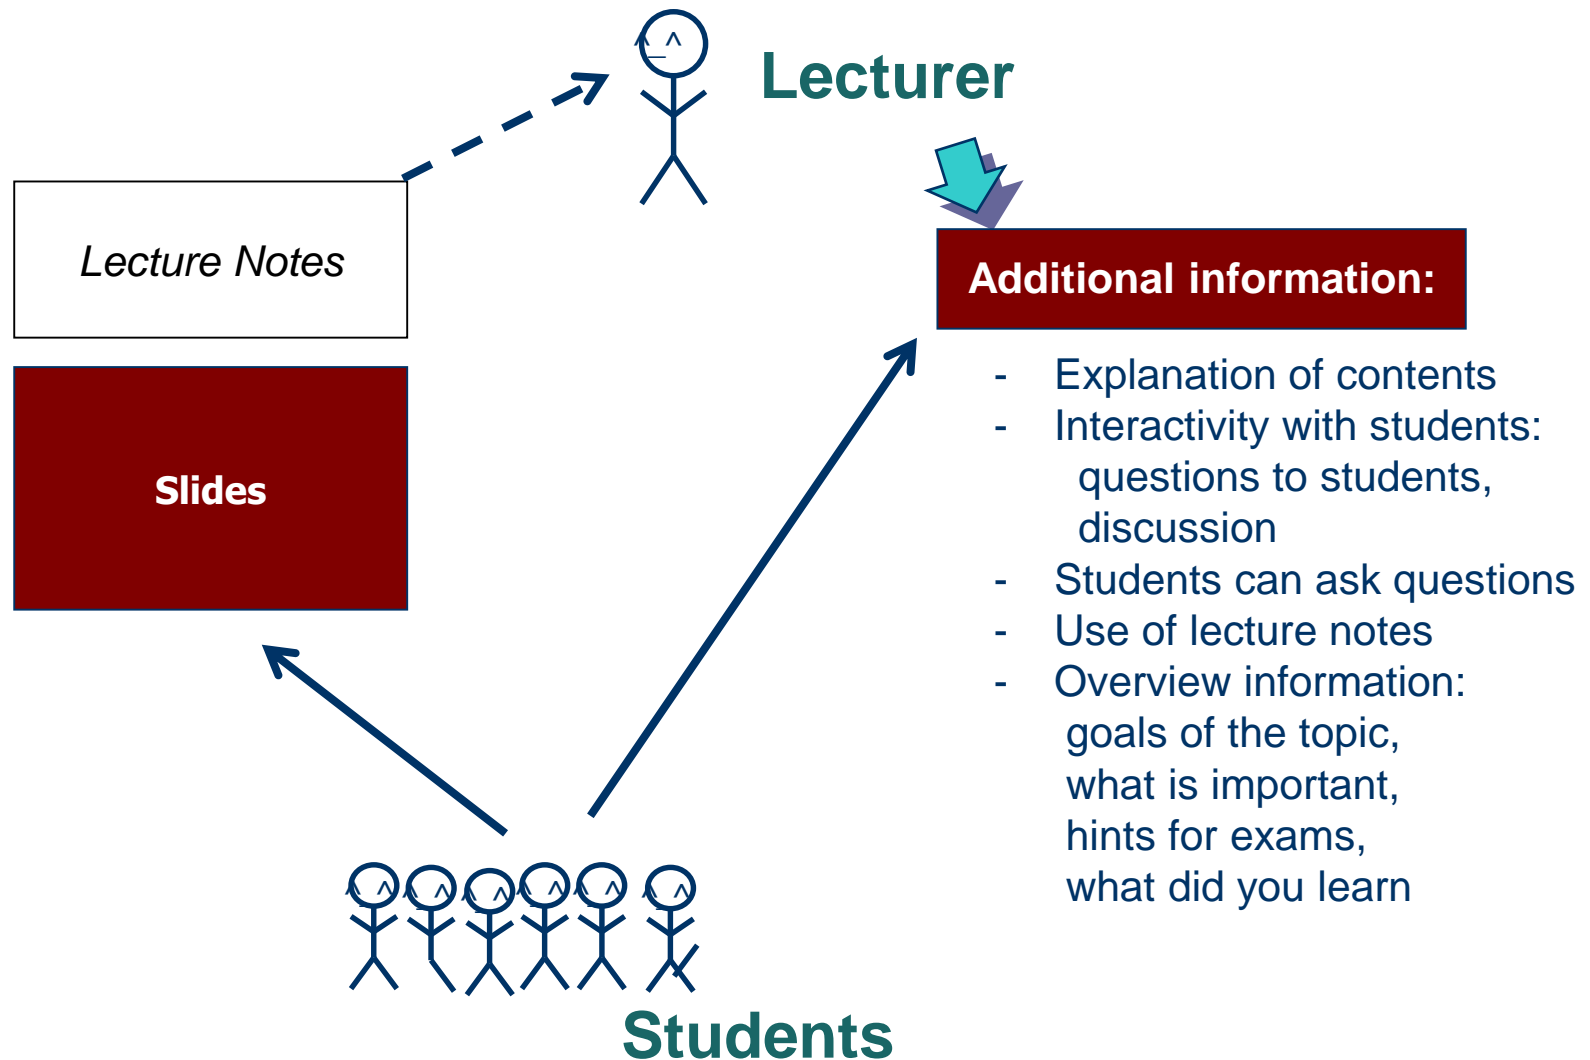 ^_^
Lecturer
Lecture Notes
Slides
Additional information:
- Explanation of contents
- Interactivity with students:
questions to students,
discussion
- Students can ask questions
- Use of lecture notes
- Overview information:
goals of the topic,
what is important,
hints for exams,
what did you learn
^_^ ^_^ ^_^ ^_^ ^_^ ^_^
Students